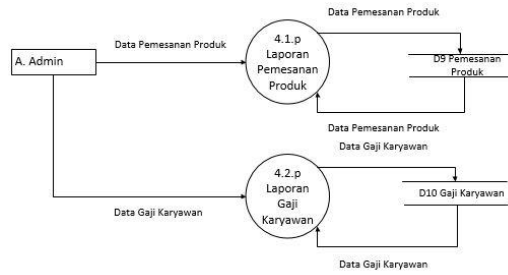 A. Admin
Data Pemesanan Produk
4.1.p
Laporan
Pemesanan
Produk
Data Pemesanan Produk
D9 Pemesanan
Produk
Data Pemesanan Produk
Data Gaji Karyawan
4.2.p
Laporan
Gaji
Karyawan
Data Gaji Karyawan
D10 Gaji Karyawan
Data Gaji Karyawan